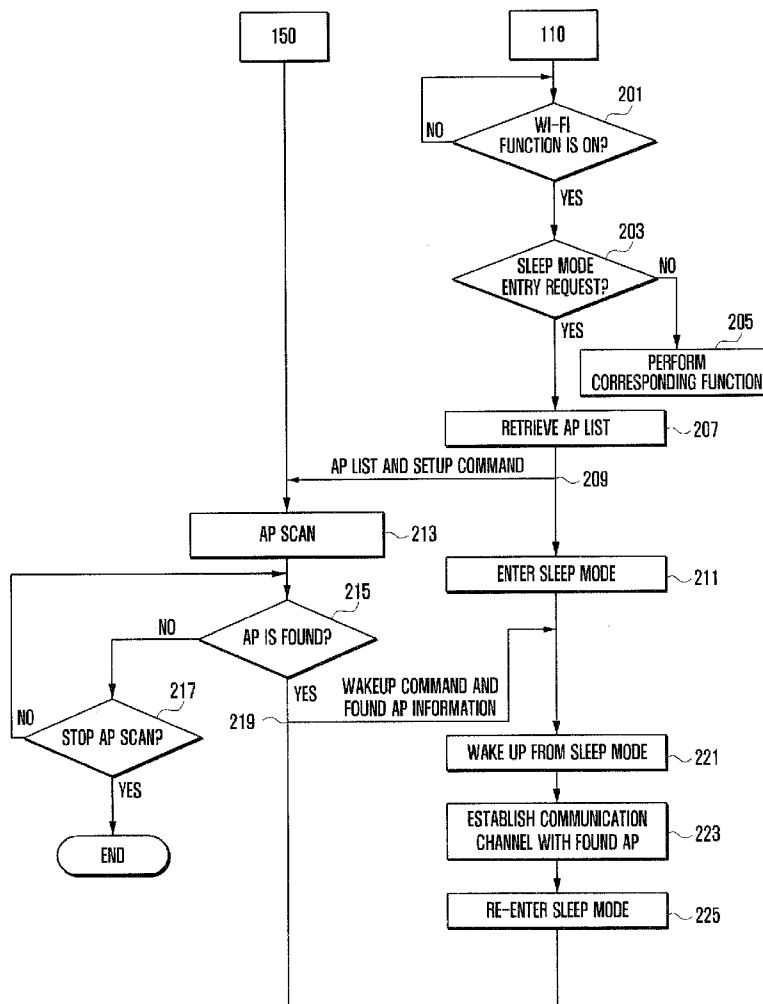 150
110
201
WI-FI
FUNCTION IS ON?
NO
YES
203
SLEEP MODE
ENTRY REQUEST?
NO
YES
205
PERFORM
CORRESPONDING FUNCTION
RETRIEVE AP LIST
207
AP LIST AND SETUP COMMAND
209
AP SCAN
213
ENTER SLEEP MODE
211
215
AP IS FOUND?
NO
YES
WAKEUP COMMAND AND
FOUND AP INFORMATION
219
217
STOP AP SCAN?
NO
YES
WAKE UP FROM SLEEP MODE
221
ESTABLISH COMMUNICATION
CHANNEL WITH FOUND AP
223
END
RE-ENTER SLEEP MODE
225